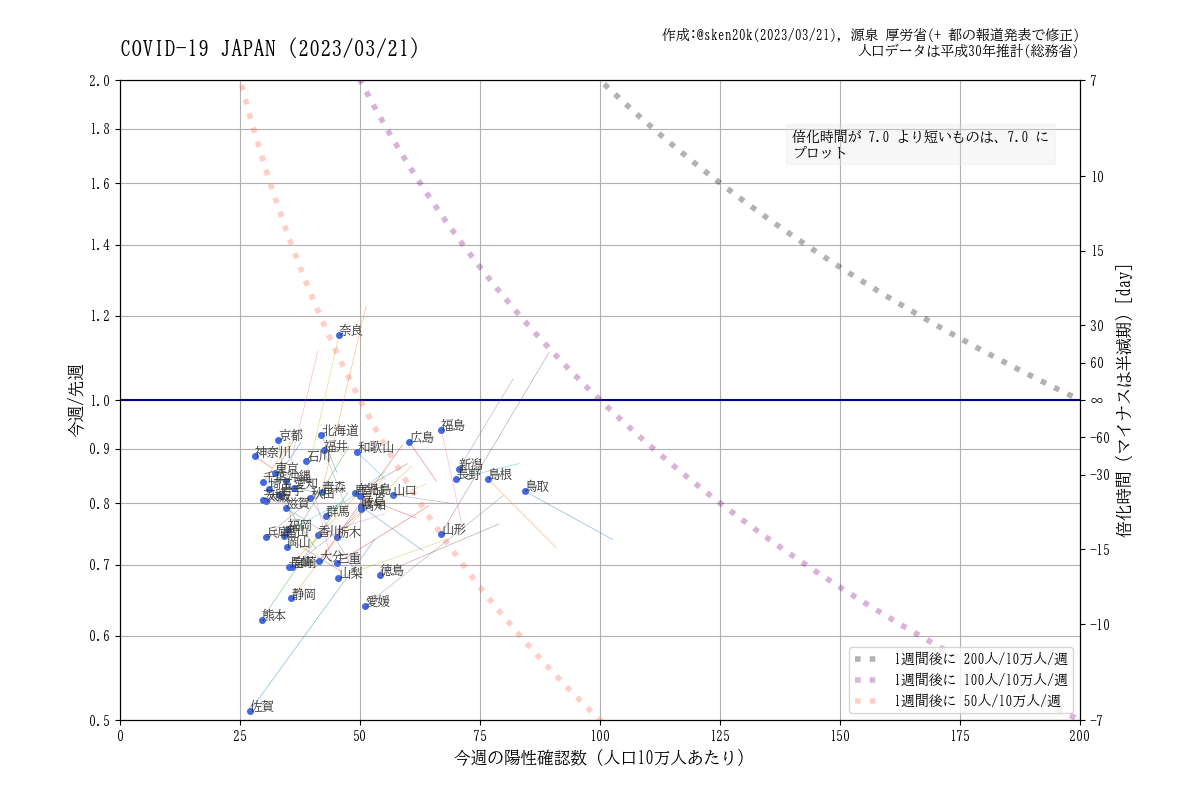 COVID-19 JAPAN (2023/03/21)
作成:@sken20k(2023/03/21), 源泉 厚労省(+ 都の報道発表で修正)
人口データは平成30年推計(総務省)
倍化時間が 7.0 より短いものは、7.0 に
プロット
今週/先週
2.0
1.8
1.6
1.4
1.2
1.0
0.9
0.8
0.7
0.6
0.5
奈良
京都
北海道
福島
広島
神奈川
福井
和歌山
石川
東京
新潟
長野
島根
鳥取
青森
山口
秋田
滋賀
群馬
兵庫
福岡
香川
栃木
山形
岡山
大分
三重
山梨
徳島
静岡
愛媛
熊本
佐賀
7
10
15
30
60
∞
-60
-30
-15
-10
-7
倍化時間 (マイナスは半減期) [day]
1週間後に 200人/10万人/週
1週間後に 100人/10万人/週
1週間後に 50人/10万人/週
0
25
50
75
100
125
150
175
200
今週の陽性確認数 (人口10万人あたり)